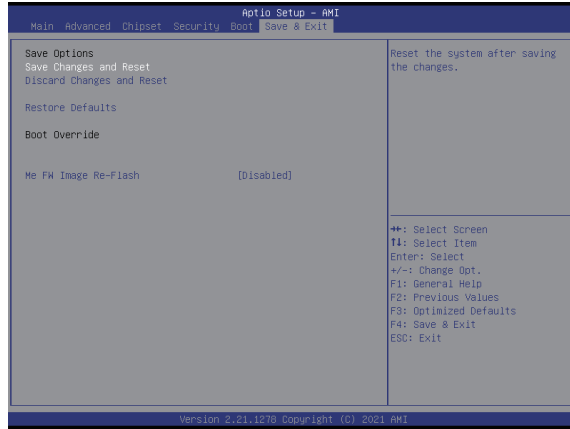 Aptio Setup – AMI
Main Advanced Chipset Security Boot Save & Exit
Save Options
Save Changes and Reset
Discard Changes and Reset
Restore Defaults
Boot Override
Me FW Image Re-Flash [Disabled]
Reset the system after saving
the changes.
→←: Select Screen
↑↓: Select Item
Enter: Select
+/-: Change Opt.
F1: General Help
F2: Previous Values
F3: Optimized Defaults
F4: Save & Exit
ESC: Exit
Version 2.21.1278 Copyright (C) 2021 AMI